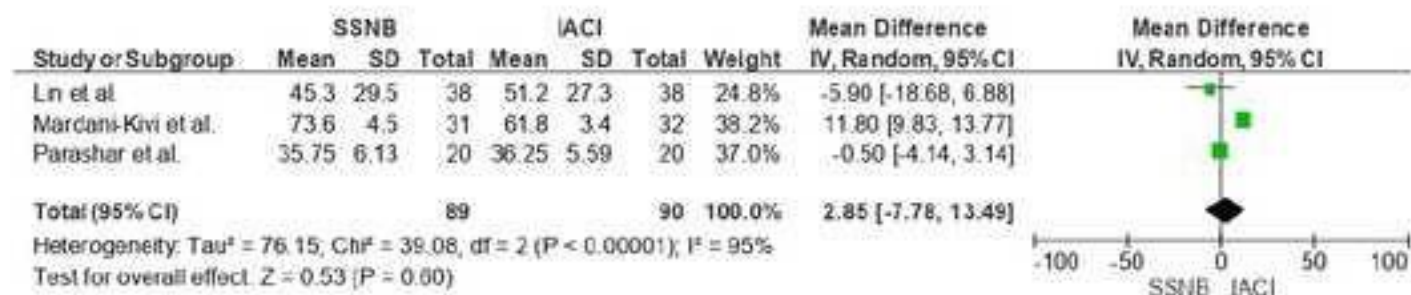 SSNB IACI Mean Difference Mean Difference
Study or Subgroup Mean SD Total Mean SD Total Weight IV, Random, 95% CI IV, Random, 95% CI
Lin et al. 45.3 29.5 38 51.2 27.3 38 24.8% -5.90 [-18.68, 6.88]
Mardani-Kivi et al. 73.6 4.5 31 61.8 3.4 32 38.2% 11.80 [9.83, 13.77]
Parashar et al. 35.75 6.13 20 36.25 5.59 20 37.0% -0.50 [-4.14, 3.14]
Total (95% CI) 89 90 100.0% 2.85 [-7.78, 13.49]
Heterogeneity: Tau² = 76.15; Chi² = 39.08, df = 2 (P < 0.00001); I² = 95%
Test for overall effect: Z = 0.53 (P = 0.60)
-100 -50 0 50 100
SSNB IACI